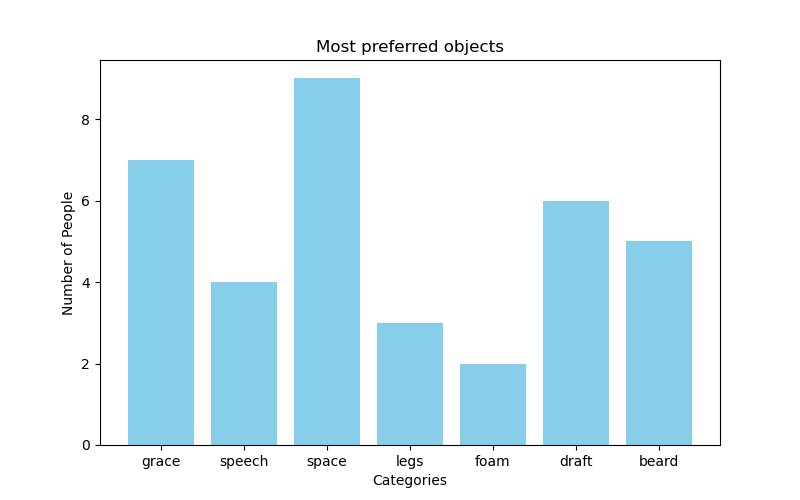 Most preferred objects
Number of People
8
6
4
2
0
grace speech space legs foam draft beard
Categories